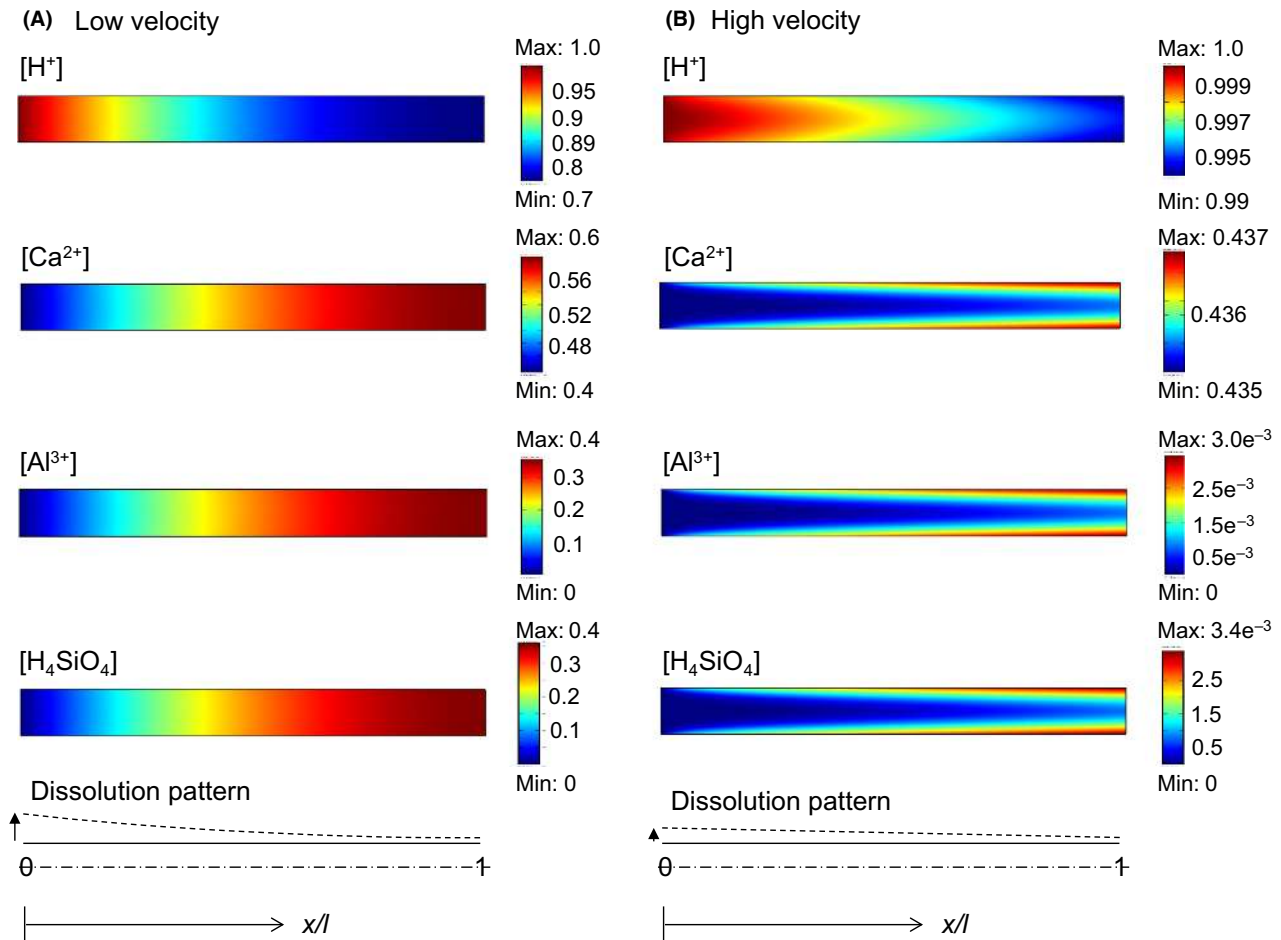 (A) Low velocity
[H⁺]
Max: 1.0
0.95
0.9
0.89
0.8
Min: 0.7
[Ca²⁺]
Max: 0.6
0.56
0.52
0.48
Min: 0.4
[Al³⁺]
Max: 0.4
0.3
0.2
0.1
Min: 0
[H₄SiO₄]
Max: 0.4
0.3
0.2
0.1
Min: 0
Dissolution pattern
0 1
x/l
(B) High velocity
[H⁺]
Max: 1.0
0.999
0.997
0.995
Min: 0.99
[Ca²⁺]
Max: 0.437
0.436
Min: 0.435
[Al³⁺]
Max: 3.0e⁻³
2.5e⁻³
1.5e⁻³
0.5e⁻³
Min: 0
[H₄SiO₄]
Max: 3.4e⁻³
2.5
1.5
0.5
Min: 0
Dissolution pattern
0 1
x/l